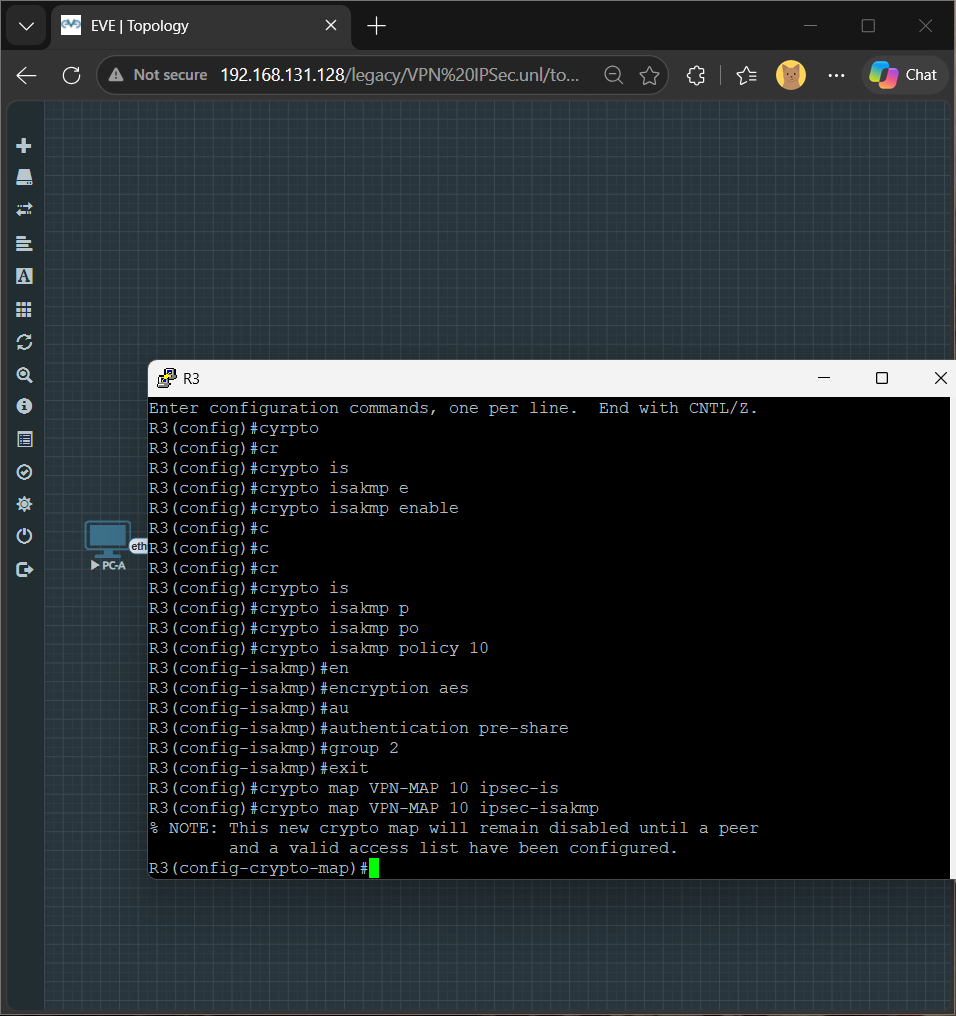 EVE | Topology
Not secure 192.168.131.128/legacy/VPN%20IPSec.unl/to...
Chat
A
R3
Enter configuration commands, one per line.  End with CNTL/Z.
R3(config)#cyrpto
R3(config)#cr
R3(config)#crypto is
R3(config)#crypto isakmp e
R3(config)#crypto isakmp enable
R3(config)#c
R3(config)#c
R3(config)#cr
R3(config)#crypto is
R3(config)#crypto isakmp p
R3(config)#crypto isakmp po
R3(config)#crypto isakmp policy 10
R3(config-isakmp)#en
R3(config-isakmp)#encryption aes
R3(config-isakmp)#au
R3(config-isakmp)#authentication pre-share
R3(config-isakmp)#group 2
R3(config-isakmp)#exit
R3(config)#crypto map VPN-MAP 10 ipsec-is
R3(config)#crypto map VPN-MAP 10 ipsec-isakmp
% NOTE: This new crypto map will remain disabled until a peer
        and a valid access list have been configured.
R3(config-crypto-map)#
eth
PC-A